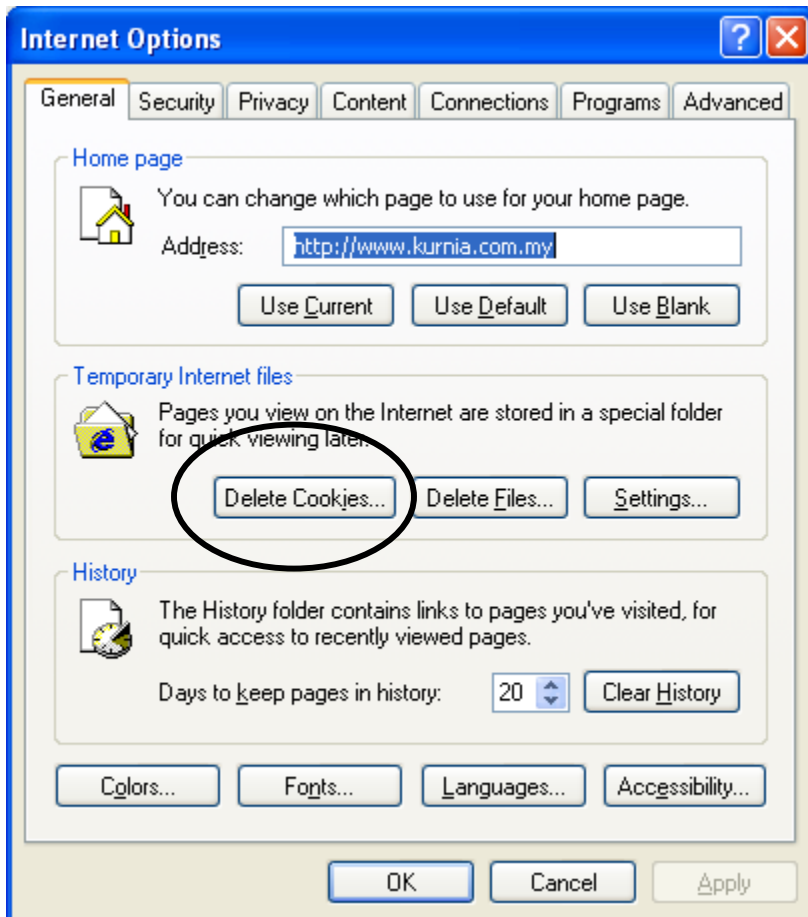 Internet Options
General Security Privacy Content Connections Programs Advanced
Home page
You can change which page to use for your home page.
Address: http://www.kurnia.com.my
Use Current Use Default Use Blank
Temporary Internet files
Pages you view on the Internet are stored in a special folder
for quick viewing later.
Delete Cookies... Delete Files... Settings...
History
The History folder contains links to pages you've visited, for
quick access to recently viewed pages.
Days to keep pages in history: 20 Clear History
Colors... Fonts... Languages... Accessibility...
OK Cancel Apply